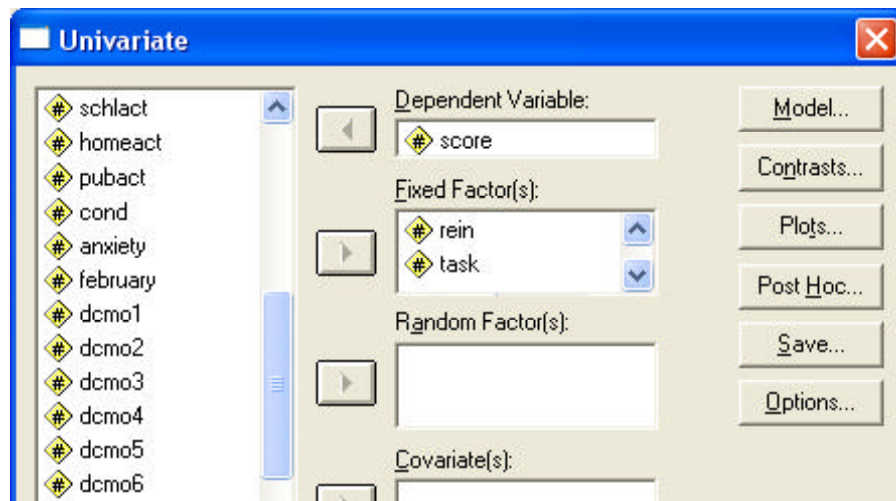 Univariate
# schlact
# homeact
# pubact
# cond
# anxiety
# february
# dcmo1
# dcmo2
# dcmo3
# dcmo4
# dcmo5
# dcmo6
Dependent Variable:
# score
Fixed Factor(s):
# rein
# task
Random Factor(s):
Covariate(s):
Model...
Contrasts...
Plots...
Post Hoc...
Save...
Options...